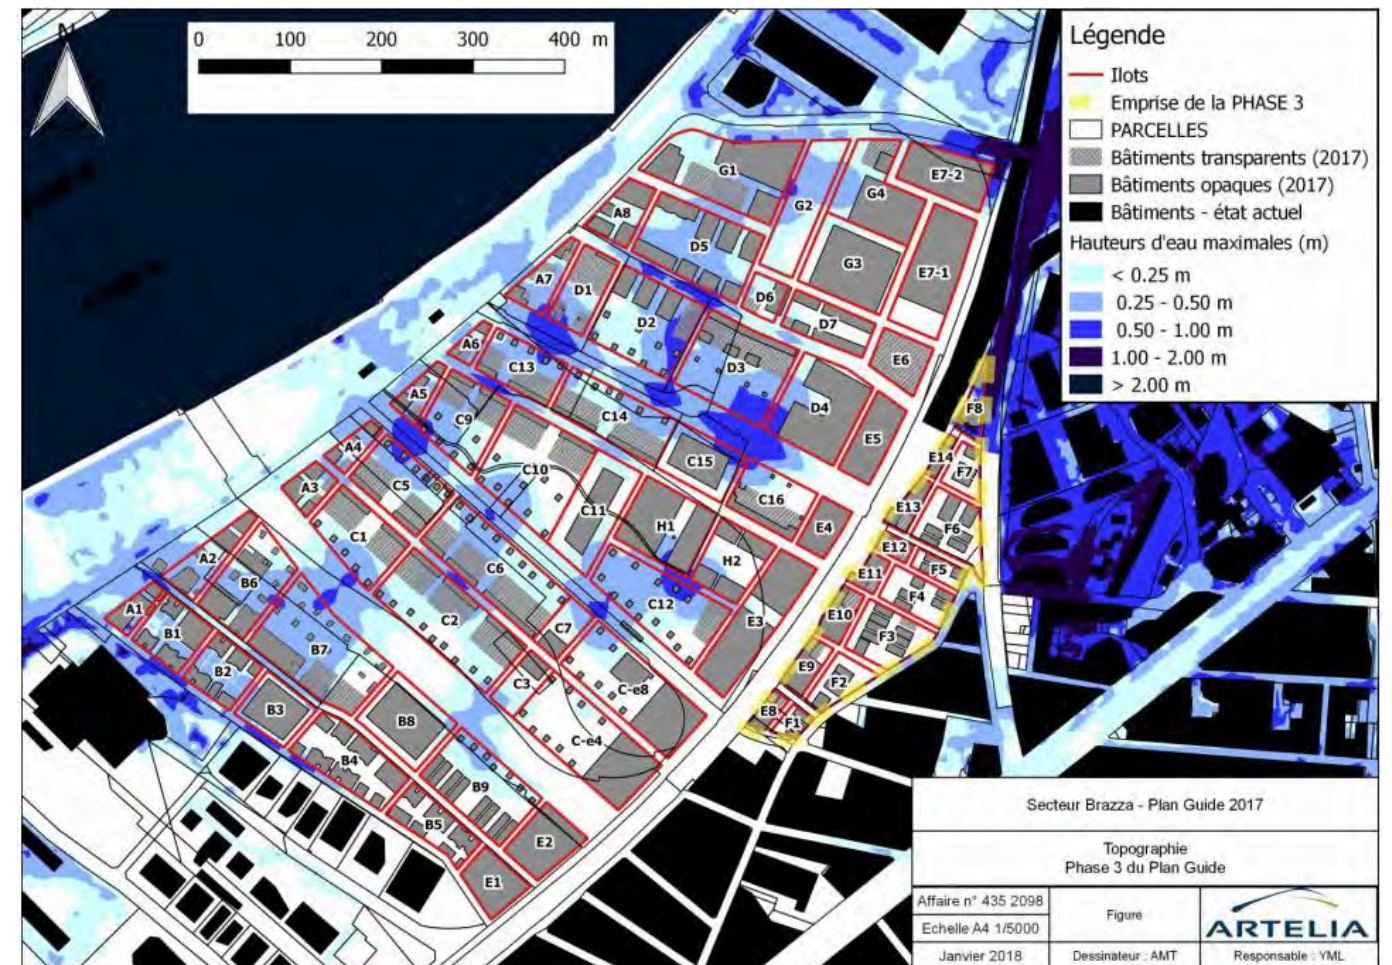 N
0 100 200 300 400 m
Légende
Ilots
Emprise de la PHASE 3
PARCELLES
Bâtiments transparents (2017)
Bâtiments opaques (2017)
Bâtiments - état actuel
Hauteurs d'eau maximales (m)
< 0.25 m
0.25 - 0.50 m
0.50 - 1.00 m
1.00 - 2.00 m
> 2.00 m
G1
E7-2
G4
G2
A8
D5
G3
E7-1
A7
D1
D6
D2
D7
A6
E6
C13
D3
A5
F8
C9
C14
D4
E5
A4
C15
E14
F7
C10
A3
C5
C16
E13
C11
H1
E4
F6
C1
E12
A2
H2
C6
E11
F5
B6
F4
A1
C12
E10
B1
C2
E3
C7
F3
B7
B2
E9
C3
F2
C-e8
B3
B8
E8
F1
C-e4
B4
B9
B5
E2
E1
Secteur Brazza - Plan Guide 2017
Topographie
Phase 3 du Plan Guide
Affaire n° 435 2098
Echelle A4 1/5000
Janvier 2018
Figure
Dessinateur : AMT
ARTELIA
Responsable : YML